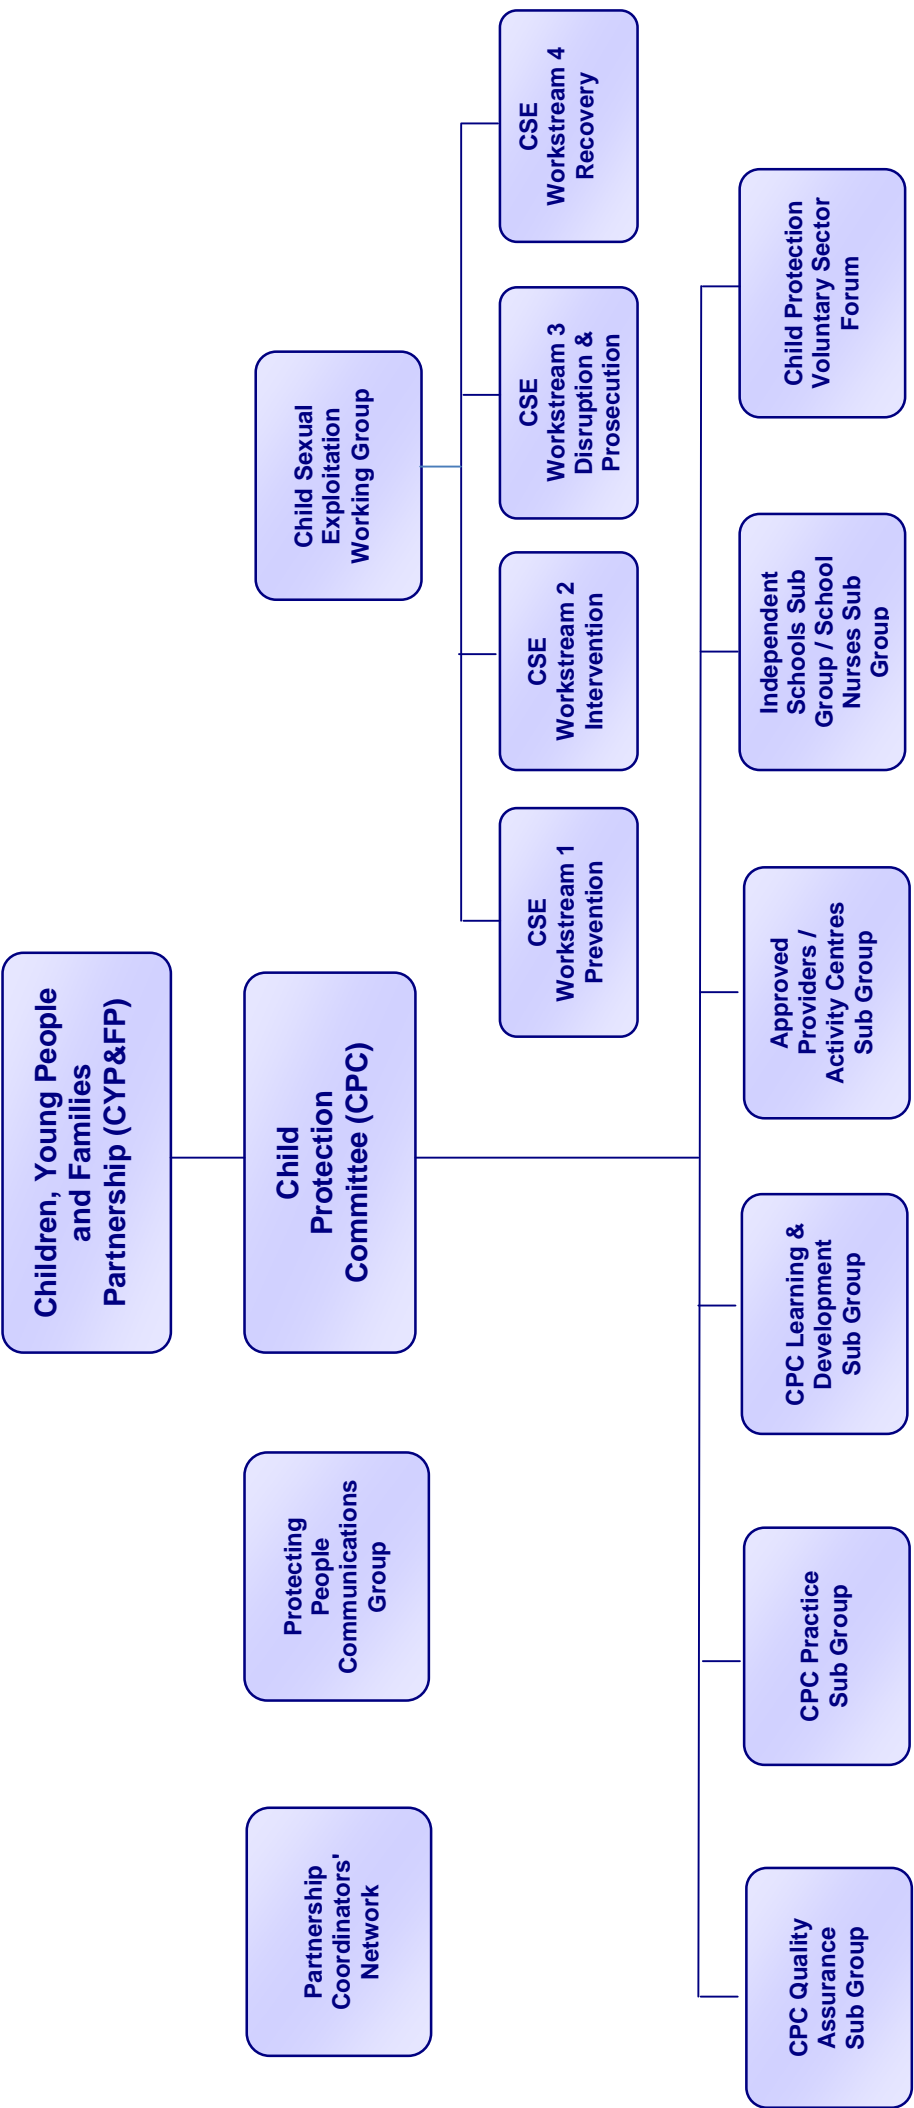 Children, Young People
and Families
Partnership (CYP&FP)
Partnership
Coordinators'
Network
Protecting
People
Communications
Group
Child
Protection
Committee (CPC)
Child Sexual
Exploitation
Working Group
CSE
Workstream 1
Prevention
CSE
Workstream 2
Intervention
CSE
Workstream 3
Disruption &
Prosecution
CSE
Workstream 4
Recovery
CPC Quality
Assurance
Sub Group
CPC Practice
Sub Group
CPC Learning &
Development
Sub Group
Approved
Providers /
Activity Centres
Sub Group
Independent
Schools Sub
Group / School
Nurses Sub
Group
Child Protection
Voluntary Sector
Forum